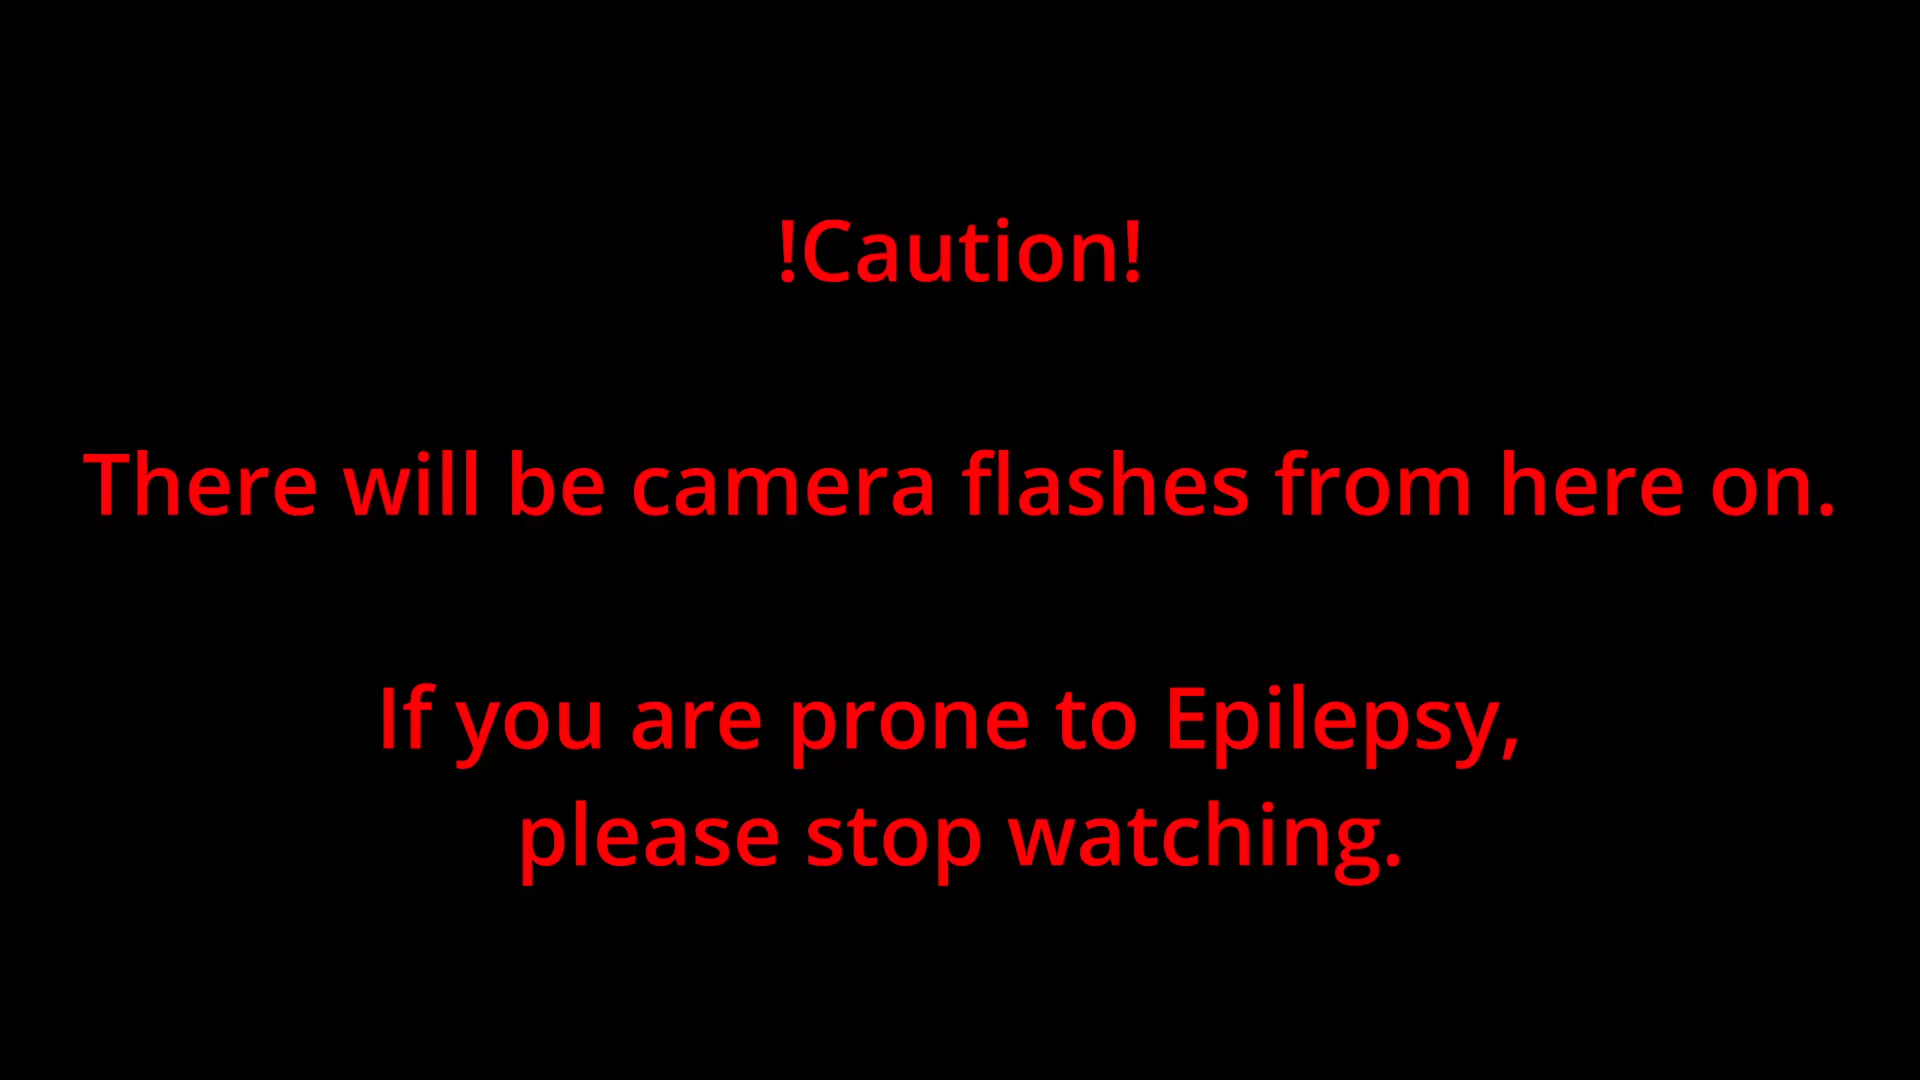 !Caution!
There will be camera flashes from here on.
If you are prone to Epilepsy,
please stop watching.